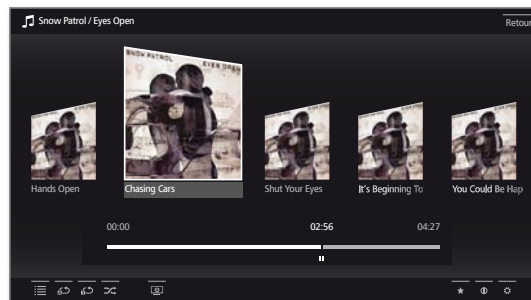 Snow Patrol / Eyes Open
Retour
SNOW PATROL EYES OPEN
Hands Open
Chasing Cars
Shut Your Eyes
It's Beginning To
You Could Be Hap
00:00 02:56 04:27